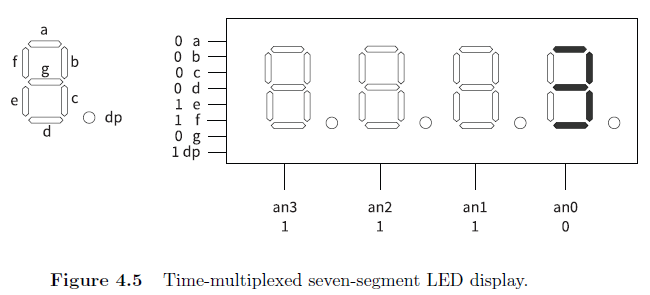 a
f b
g
e c
d
dp
0 a
0 b
0 c
0 d
1 e
1 f
0 g
1 dp
an3 an2 an1 an0
1 1 1 0
Figure 4.5 Time-multiplexed seven-segment LED display.